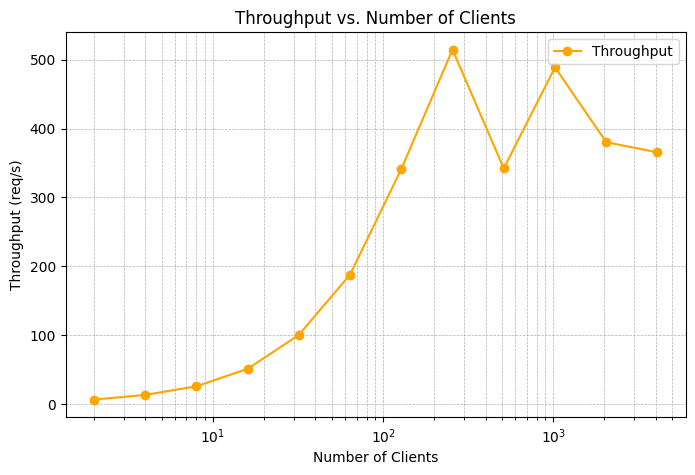 Throughput vs. Number of Clients
Throughput
Throughput (req/s)
500
400
300
200
100
0
10¹
10²
10³
Number of Clients